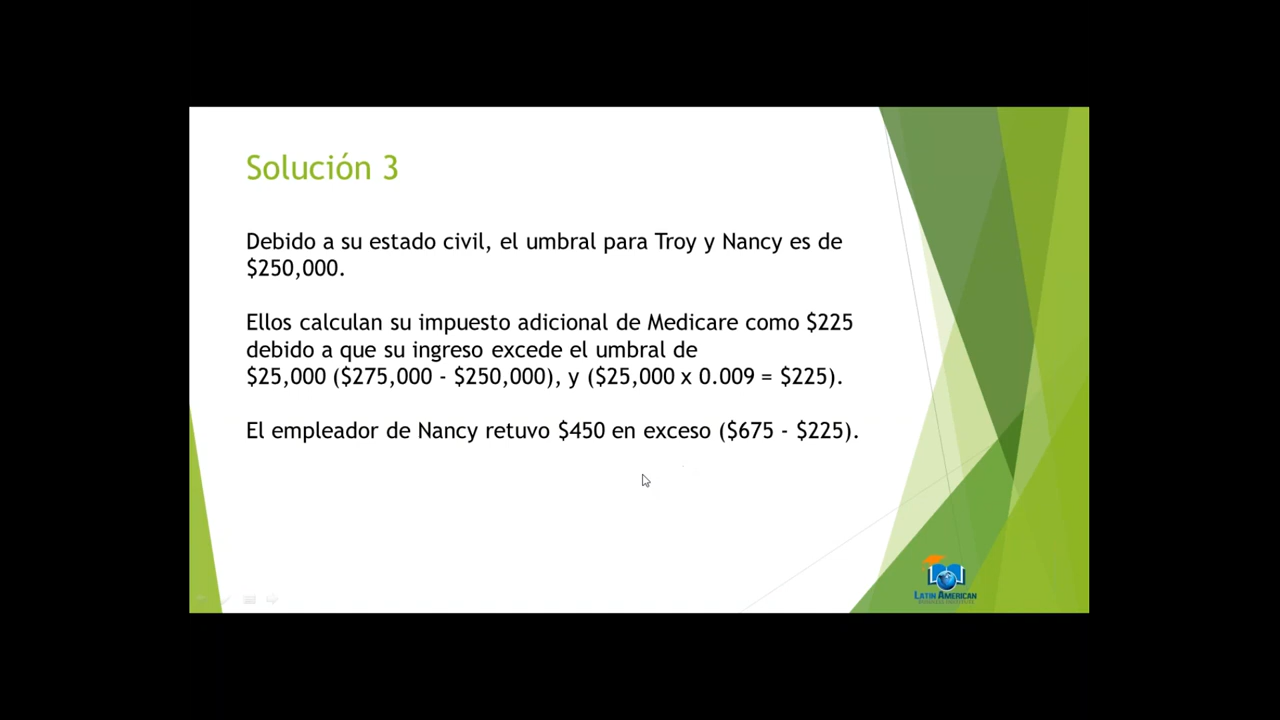 Solución 3
Debido a su estado civil, el umbral para Troy y Nancy es de
$250,000.
Ellos calculan su impuesto adicional de Medicare como $225
debido a que su ingreso excede el umbral de
$25,000 ($275,000 - $250,000), y ($25,000 x 0.009 = $225).
El empleador de Nancy retuvo $450 en exceso ($675 - $225).
LATIN AMERICAN